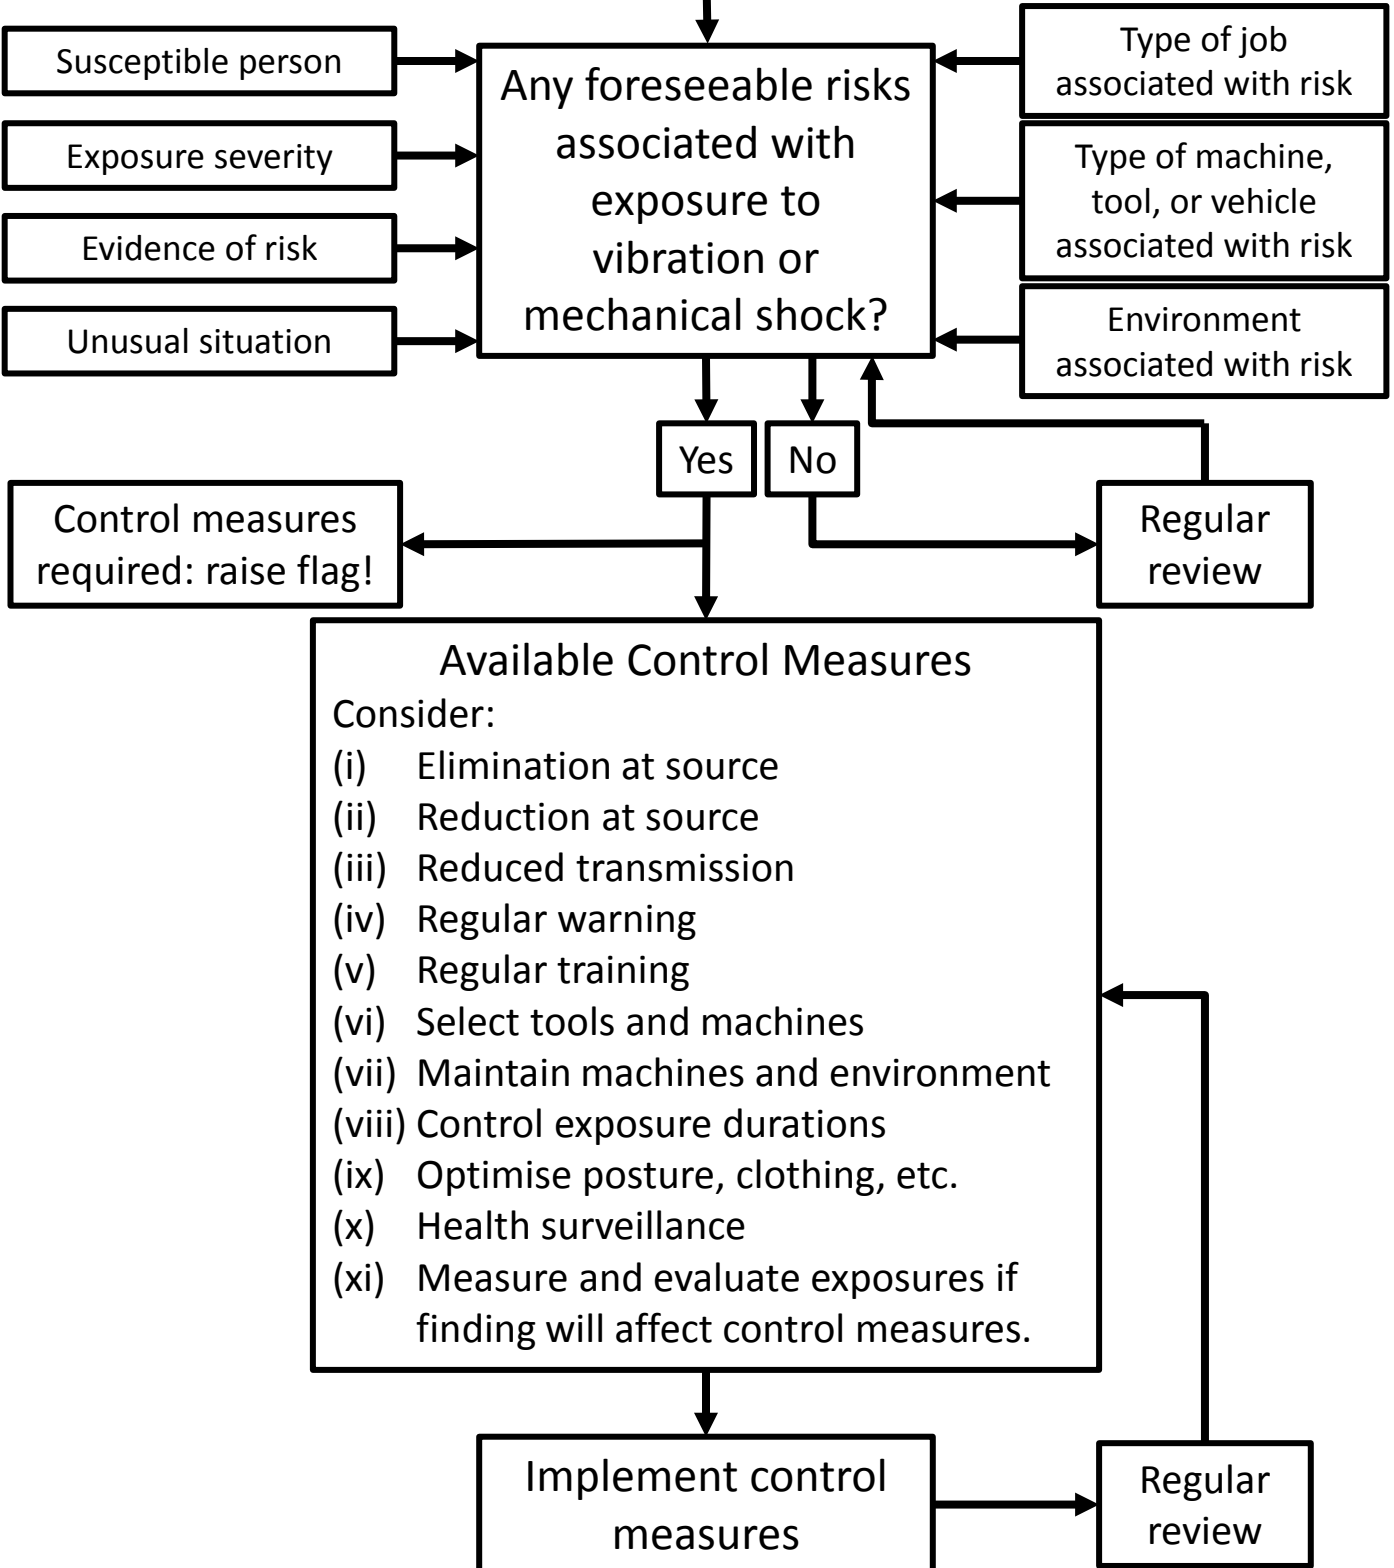 Susceptible person
Exposure severity
Evidence of risk
Unusual situation
Any foreseeable risks
associated with
exposure to
vibration or
mechanical shock?
Type of job
associated with risk
Type of machine,
tool, or vehicle
associated with risk
Environment
associated with risk
Yes
No
Control measures
required: raise flag!
Regular
review
Available Control Measures
Consider:
(i) Elimination at source
(ii) Reduction at source
(iii) Reduced transmission
(iv) Regular warning
(v) Regular training
(vi) Select tools and machines
(vii) Maintain machines and environment
(viii) Control exposure durations
(ix) Optimise posture, clothing, etc.
(x) Health surveillance
(xi) Measure and evaluate exposures if
finding will affect control measures.
Implement control
measures
Regular
review